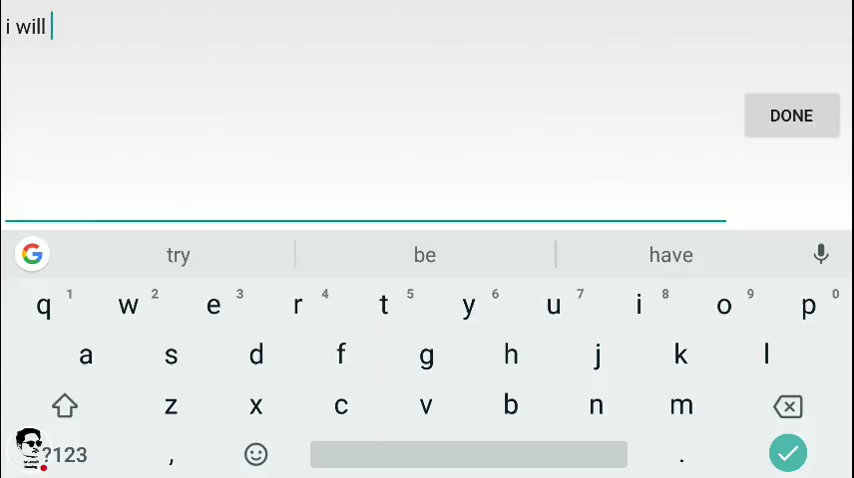 i will
DONE
try be have
q 1 w 2 e 3 r 4 t 5 y 6 u 7 i 8 o 9 p 0
a s d f g h j k l
z x c v b n m
?123 , .